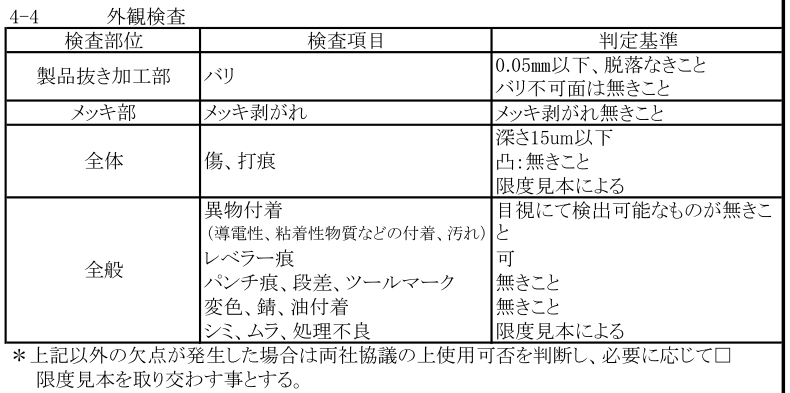 4-4 外観検査
検査部位 検査項目 判定基準
製品抜き加工部 バリ 0.05mm以下、脱落なきこと
バリ不可面は無きこと
メッキ部 メッキ剥がれ メッキ剥がれ無きこと
全体 傷、打痕 深さ15um以下
凸：無きこと
限度見本による
全般 異物付着 目視にて検出可能なものが無きこ
（導電性、粘着性物質などの付着、汚れ） と
レベラー痕 可
パンチ痕、段差、ツールマーク 無きこと
変色、錆、油付着 無きこと
シミ、ムラ、処理不良 限度見本による
＊上記以外の欠点が発生した場合は両社協議の上使用可否を判断し、必要に応じて□
限度見本を取り交わす事とする。